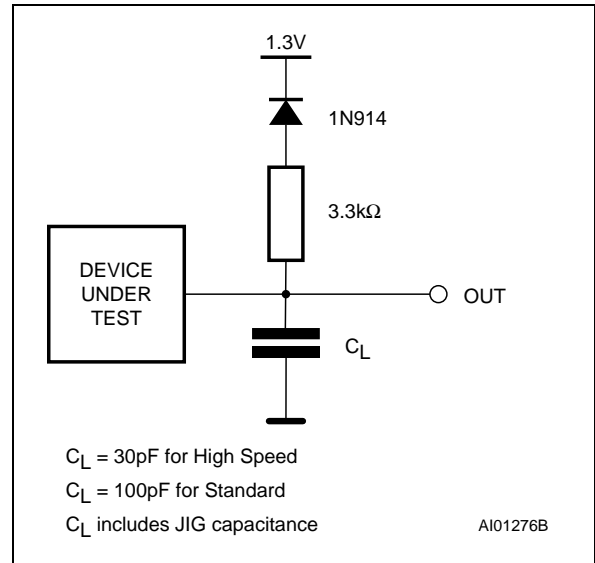 1.3V
1N914
3.3kΩ
DEVICE
UNDER
TEST
OUT
CL
CL = 30pF for High Speed
CL = 100pF for Standard
CL includes JIG capacitance
AI01276B